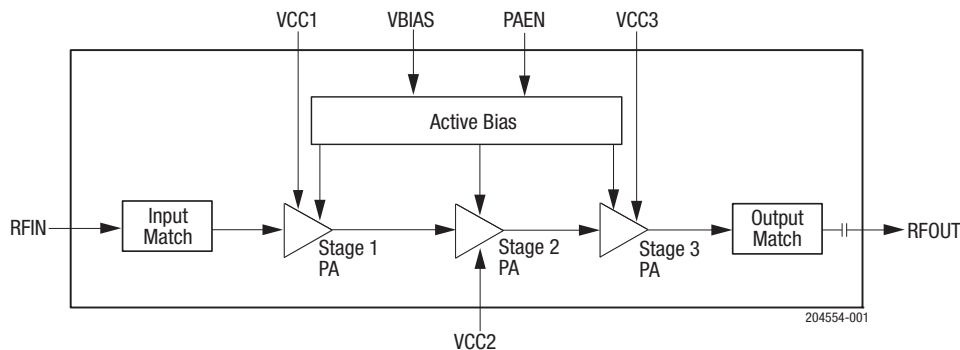 VCC1
VBIAS
PAEN
VCC3
Active Bias
RFIN
Input
Match
Stage 1
PA
Stage 2
PA
Stage 3
PA
Output
Match
RFOUT
204554-001
VCC2